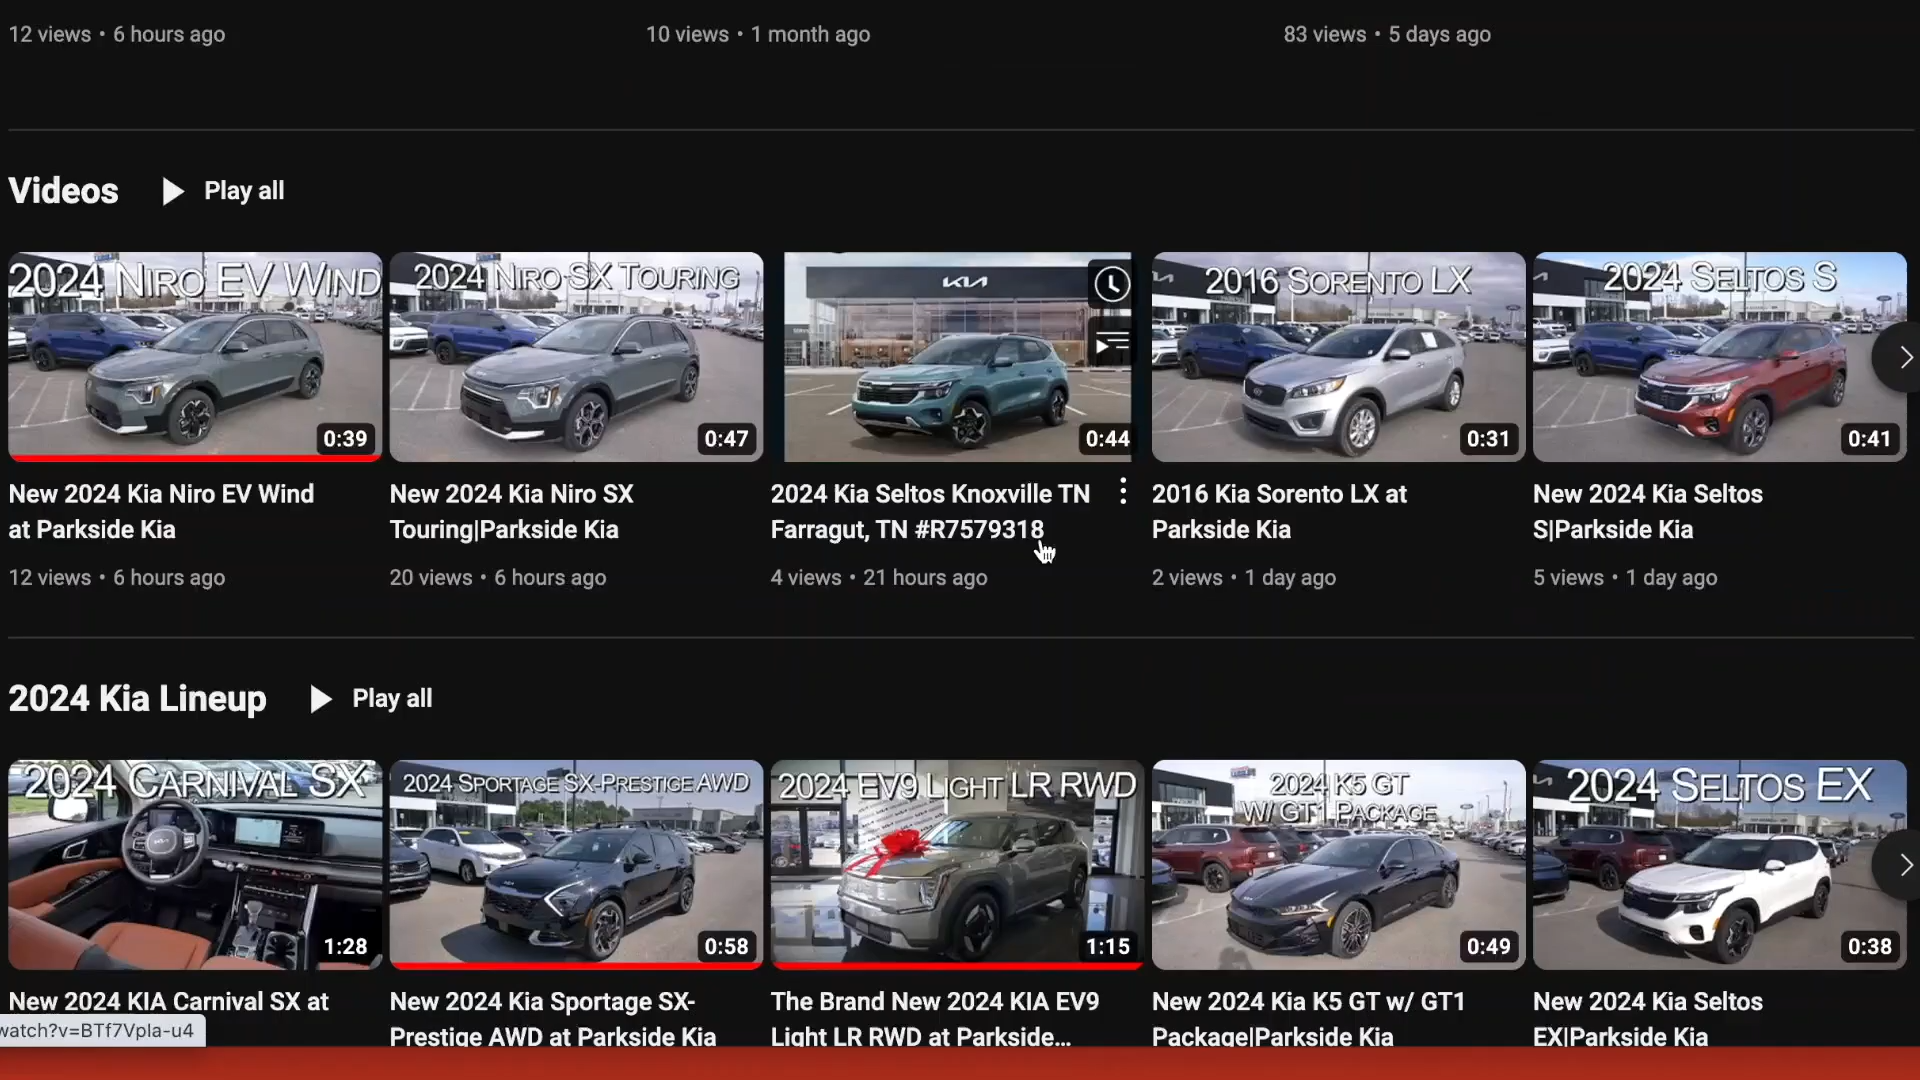 12 views • 6 hours ago
10 views • 1 month ago
83 views • 5 days ago
Videos
Play all
2024 NIRO EV WIND
0:39
2024 NIRO SX TOURING
0:47
KIA
0:44
2016 SORENTO LX
0:31
2024 SELTOS S
0:41
New 2024 Kia Niro EV Wind
at Parkside Kia
12 views • 6 hours ago
New 2024 Kia Niro SX
Touring|Parkside Kia
20 views • 6 hours ago
2024 Kia Seltos Knoxville TN
Farragut, TN #R7579318
4 views • 21 hours ago
2016 Kia Sorento LX at
Parkside Kia
2 views • 1 day ago
New 2024 Kia Seltos
S|Parkside Kia
5 views • 1 day ago
2024 Kia Lineup
Play all
2024 CARNIVAL SX
1:28
2024 SPORTAGE SX-PRESTIGE AWD
0:58
2024 EV9 LIGHT LR RWD
1:15
2024 K5 GT
W/ GT1 PACKAGE
0:49
2024 SELTOS EX
0:38
New 2024 KIA Carnival SX at
New 2024 Kia Sportage SX-
Prestige AWD at Parkside Kia
The Brand New 2024 KIA EV9
Light LR RWD at Parkside...
New 2024 Kia K5 GT w/ GT1
Package|Parkside Kia
New 2024 Kia Seltos
EX|Parkside Kia
watch?v=BTf7Vpla-u4